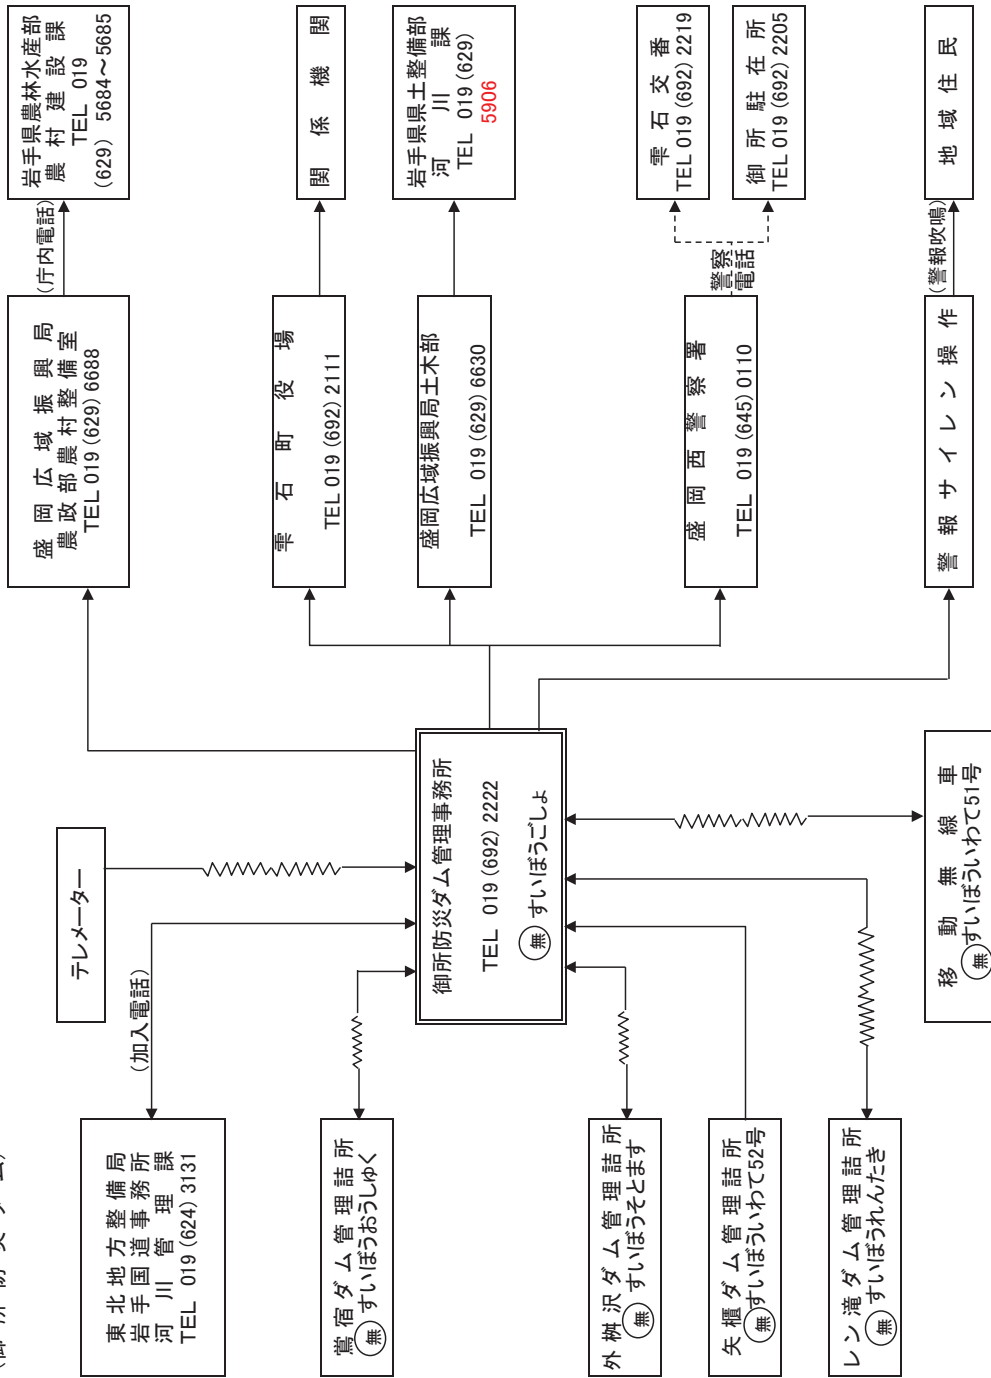 東北地方整備局
岩手国道事務所
河川管理課
TEL 019 (624) 3131
鶯宿ダム管理詰所
無 すいぼうおうしゅく
外桝沢ダム管理詰所
無 すいぼうそとます
矢櫃ダム管理詰所
無 すいぼういわて52号
レン滝ダム管理詰所
無 すいぼうれんたき
(加入電話)
テレメーター
御所防災ダム管理事務所
TEL 019 (692) 2222
無 すいぼうごしょ
移動無線車
無 すいぼういわて51号
盛岡広域振興局
農政部農村整備室
TEL 019 (629) 6688
雫石町役場
TEL 019 (692) 2111
盛岡広域振興局土木部
TEL 019 (629) 6630
盛岡西警察署
TEL 019 (645) 0110
警報サイレン操作
(庁内電話)
警察
電話
(警報吹鳴)
岩手県農林水産部
農村建設課
TEL 019
(629) 5684～5685
関係機関
岩手県県土整備部
河川課
TEL 019 (629)
5906
雫石交番
TEL 019 (692) 2219
御所駐在所
TEL 019 (692) 2205
地域住民